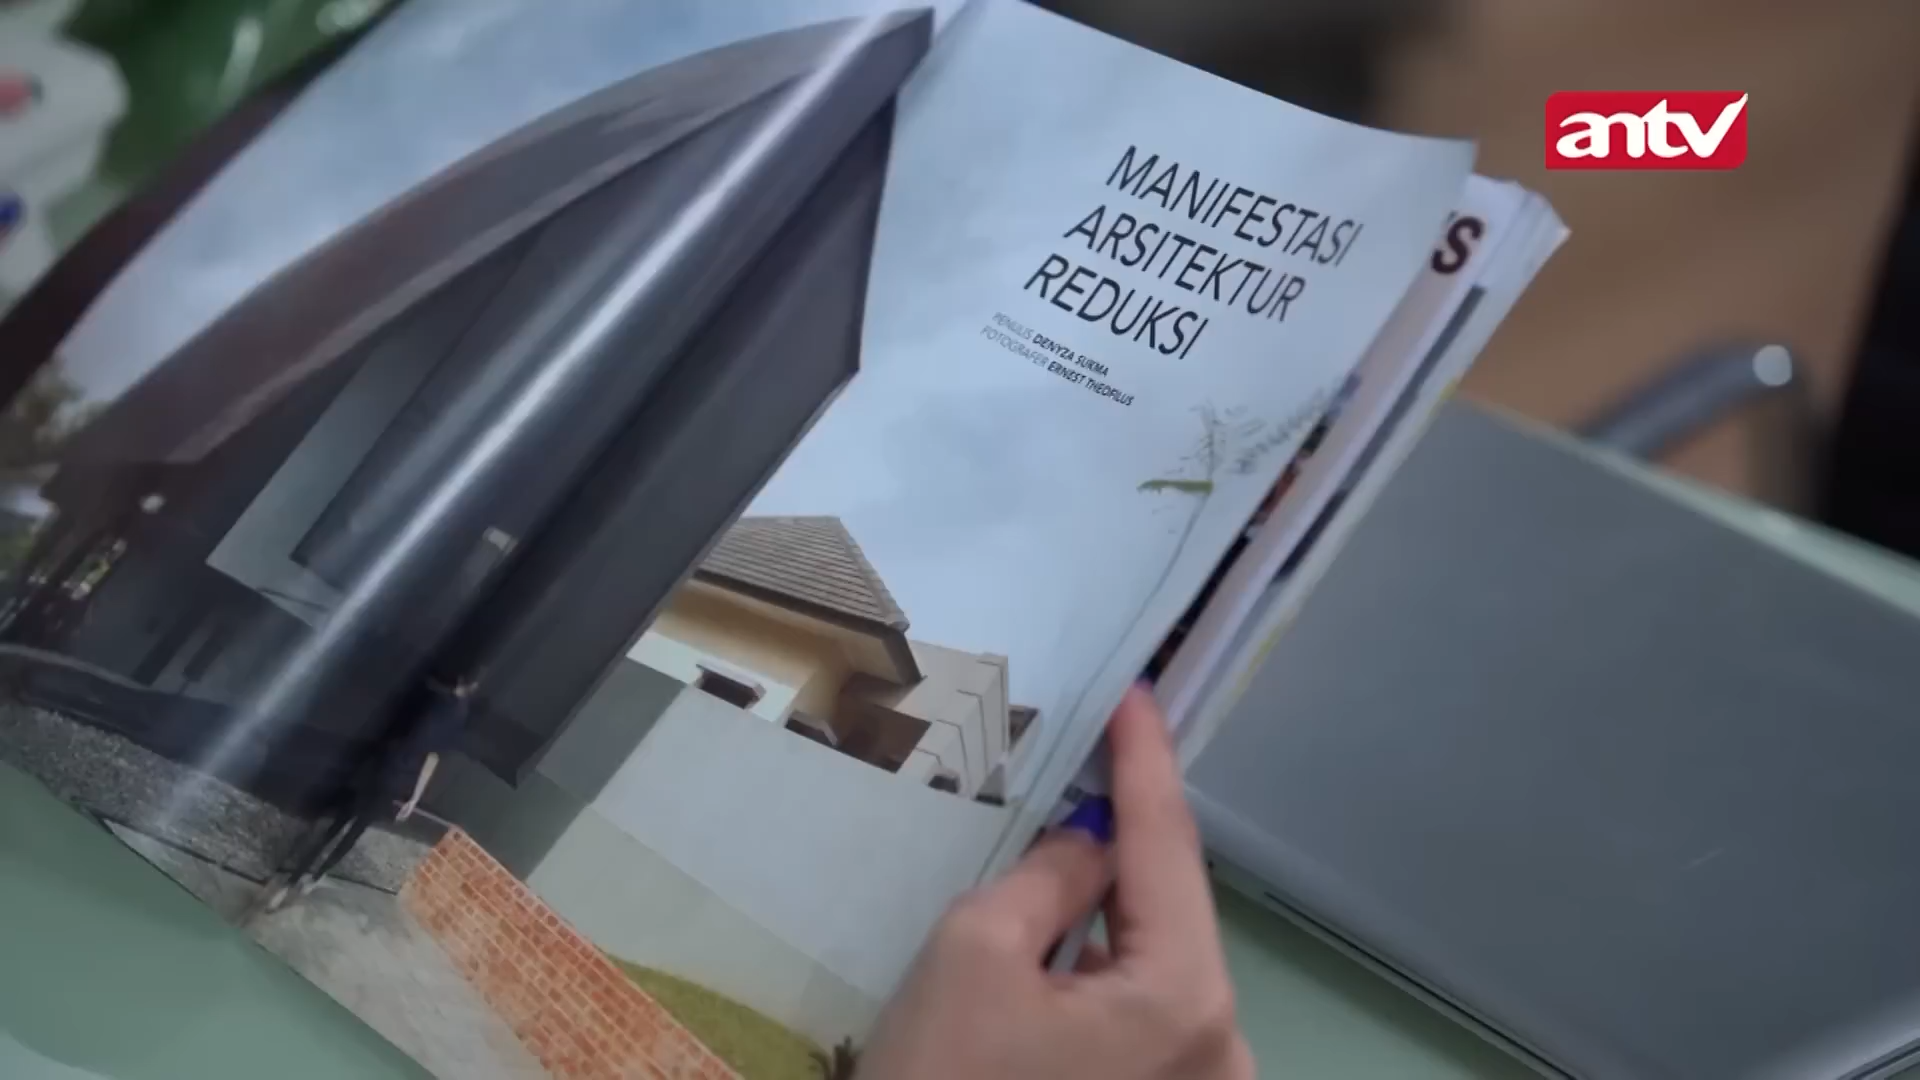 antv
MANIFESTASI
ARSITEKTUR
REDUKSI
PENULIS DENYZA SUKMA
FOTOGRAFER ERNEST THEOFILUS